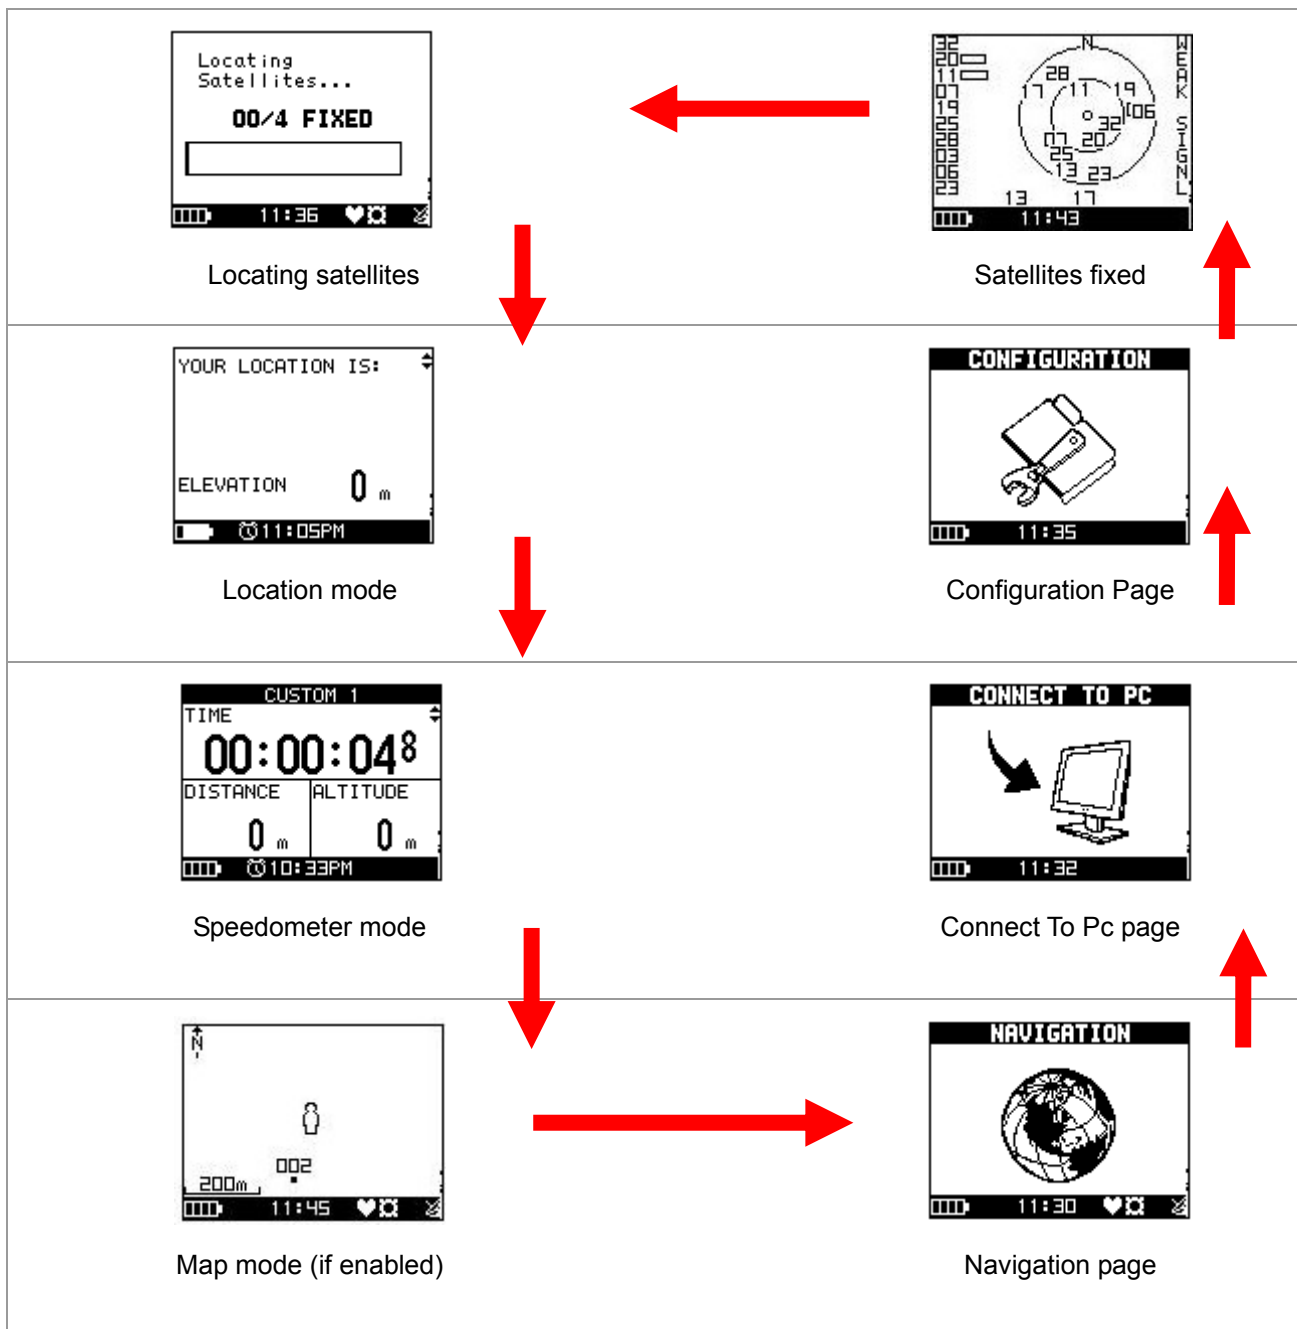 Locating
Satellites...
00/4 FIXED
11:36
Locating satellites
32
20
11
07
19
25
28
03
06
23
N
28
17 11 19
06
32
07 20
25
13 23
13 17
WEAK SIGNL
11:43
Satellites fixed
YOUR LOCATION IS:
ELEVATION 0 m
11:05PM
Location mode
CONFIGURATION
11:35
Configuration Page
CUSTOM 1
TIME
00:00:04 8
DISTANCE ALTITUDE
0 m 0 m
10:33PM
Speedometer mode
CONNECT TO PC
11:32
Connect To Pc page
N
002
200m
11:45
Map mode (if enabled)
NAVIGATION
11:30
Navigation page